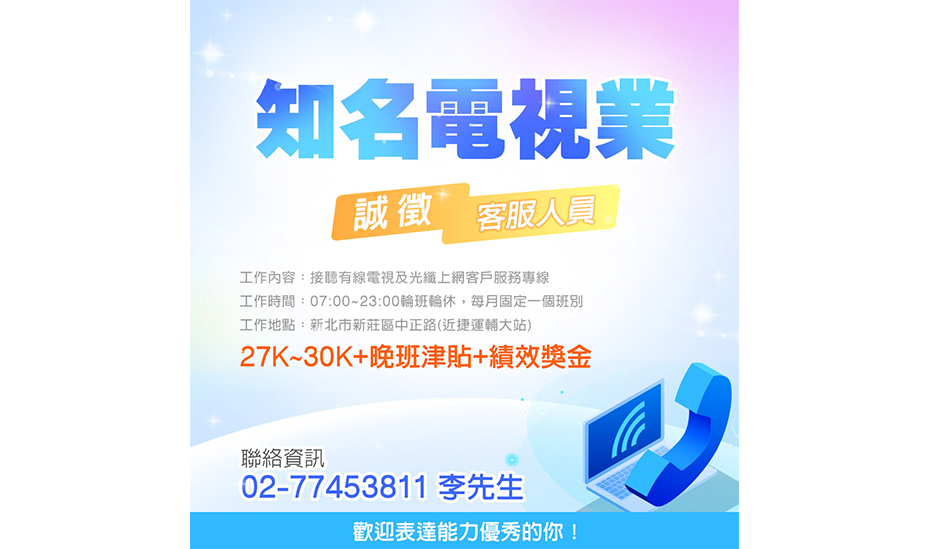 知名電視業
誠徵 客服人員
工作內容：接聽有線電視及光纖上網客戶服務專線
工作時間：07:00~23:00輪班輪休，每月固定一個班別
工作地點：新北市新莊區中正路(近捷運輔大站)
27K~30K+晚班津貼+績效獎金
聯絡資訊
02-77453811 李先生
歡迎表達能力優秀的你！